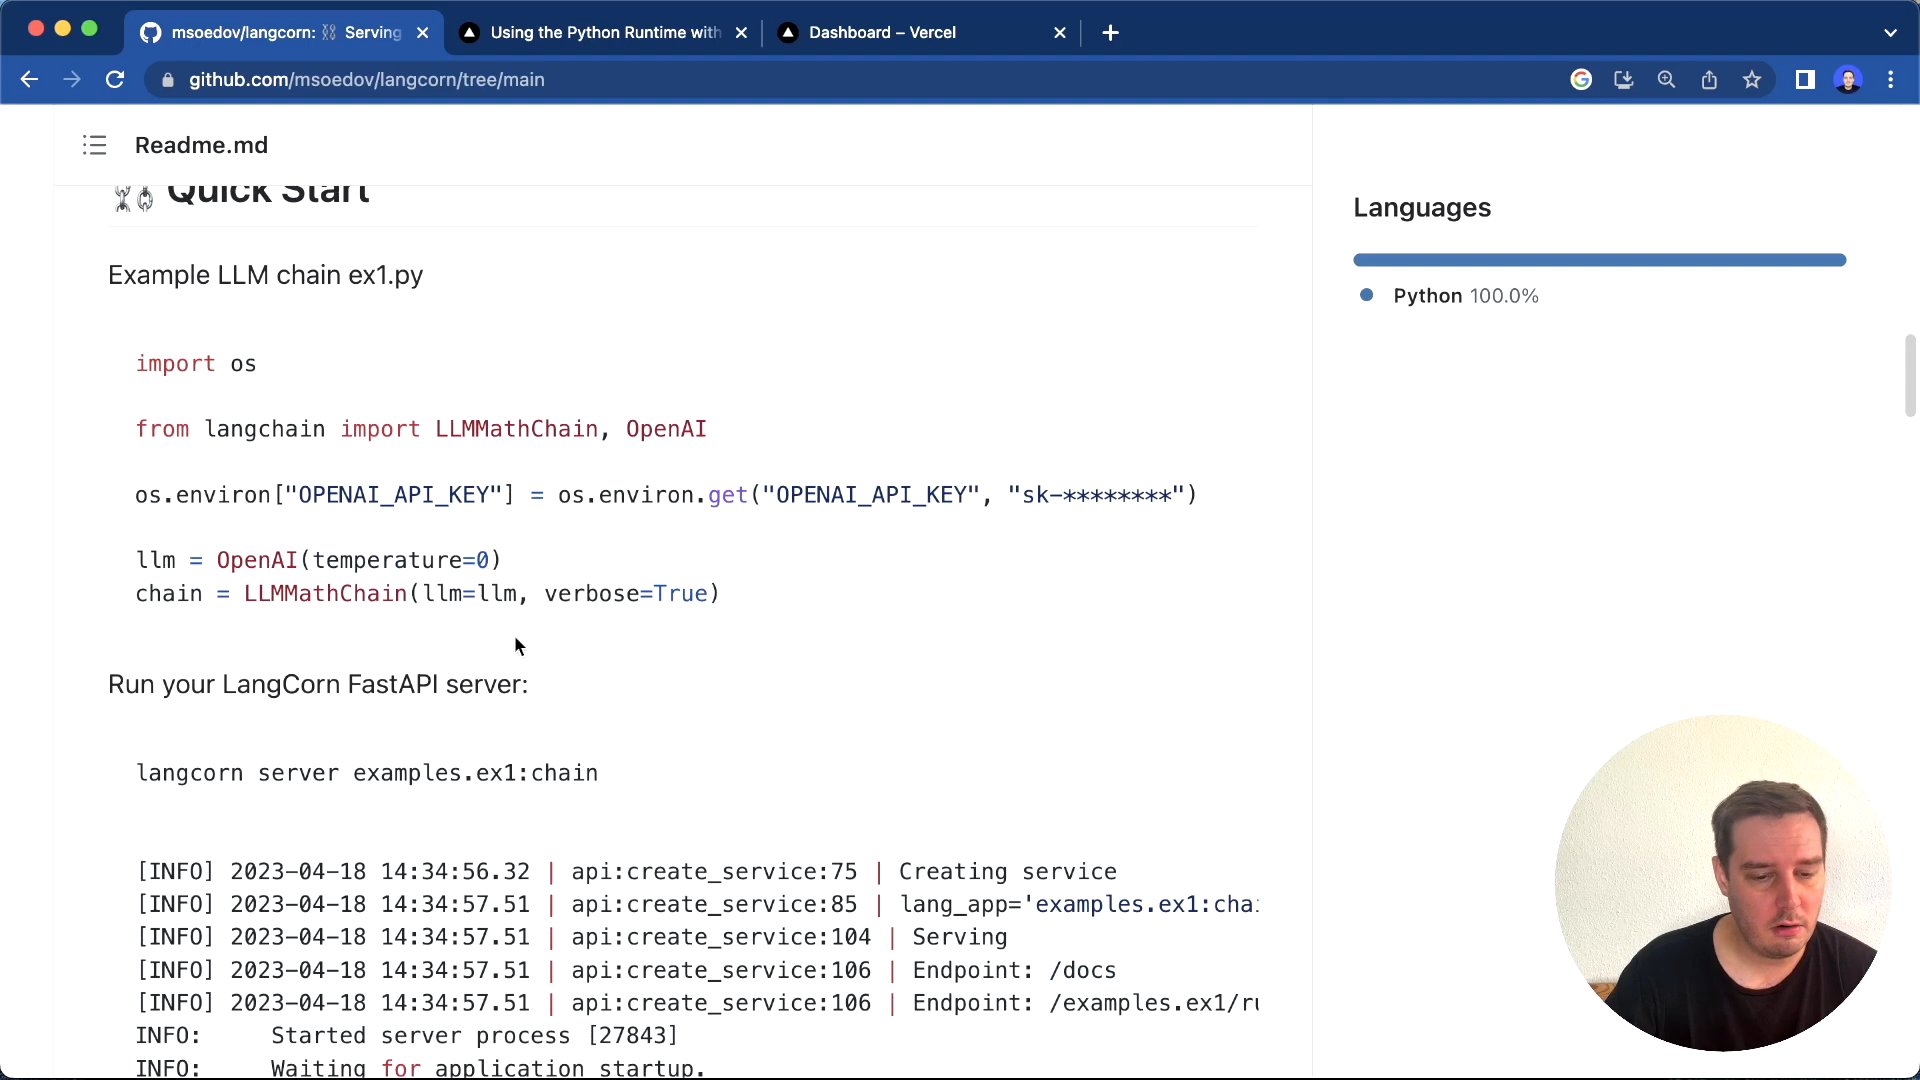 msoedov/langcorn: ⛓️ Serving
Using the Python Runtime with
Dashboard – Vercel
github.com/msoedov/langcorn/tree/main
Readme.md
Quick Start
Example LLM chain ex1.py
import os
from langchain import LLMMathChain, OpenAI
os.environ["OPENAI_API_KEY"] = os.environ.get("OPENAI_API_KEY", "sk-********")
llm = OpenAI(temperature=0)
chain = LLMMathChain(llm=llm, verbose=True)
Run your LangCorn FastAPI server:
langcorn server examples.ex1:chain
[INFO] 2023-04-18 14:34:56.32 | api:create_service:75 | Creating service
[INFO] 2023-04-18 14:34:57.51 | api:create_service:85 | lang_app='examples.ex1:chai
[INFO] 2023-04-18 14:34:57.51 | api:create_service:104 | Serving
[INFO] 2023-04-18 14:34:57.51 | api:create_service:106 | Endpoint: /docs
[INFO] 2023-04-18 14:34:57.51 | api:create_service:106 | Endpoint: /examples.ex1/ru
INFO: Started server process [27843]
INFO: Waiting for application startup.
Languages
Python 100.0%